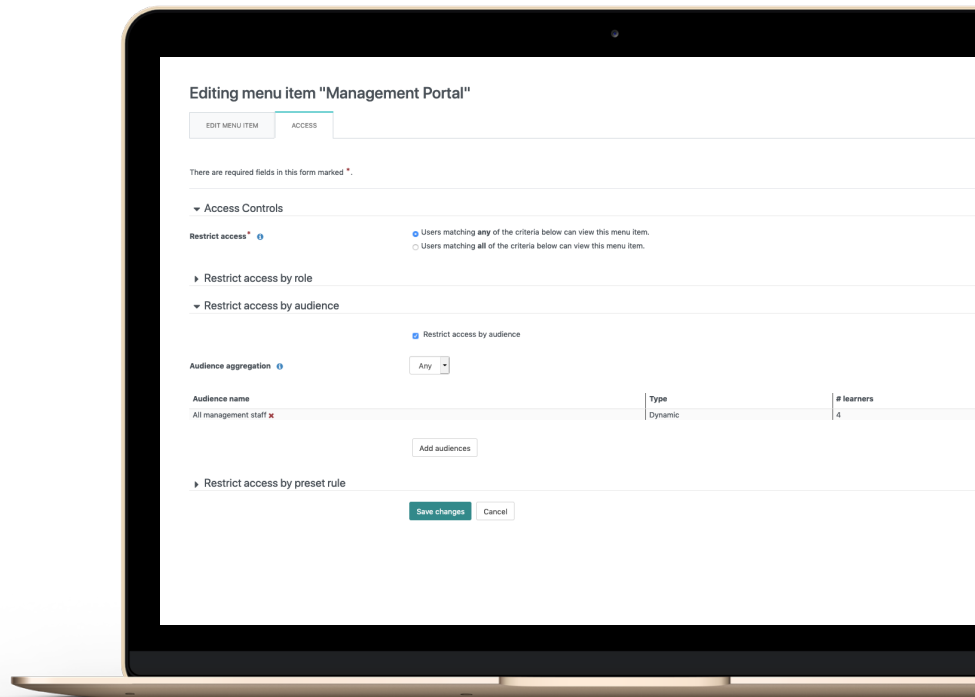 Editing menu item "Management Portal"
EDIT MENU ITEM ACCESS
There are required fields in this form marked *.
Access Controls
Restrict access*
Users matching any of the criteria below can view this menu item.
Users matching all of the criteria below can view this menu item.
Restrict access by role
Restrict access by audience
Restrict access by audience
Audience aggregation Any
Audience name Type # learners
All management staff Dynamic 4
Add audiences
Restrict access by preset rule
Save changes Cancel